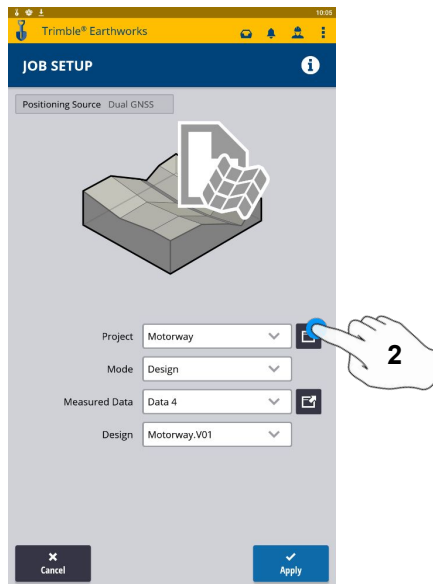 10:06
Trimble® Earthworks
JOB SETUP
Positioning Source Dual GNSS
Project Motorway
2
Mode Design
Measured Data Data 4
Design Motorway.V01
Cancel
Apply